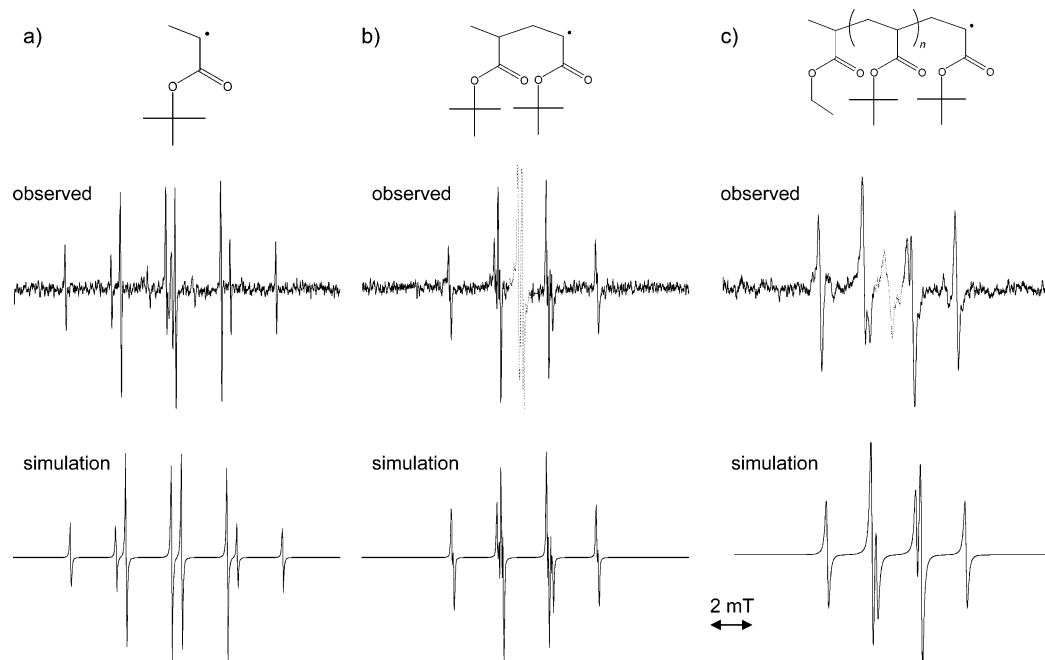 a)
b)
c)
O
O
O
O
O
O
n
O
O
O
O
O
O
observed
observed
observed
simulation
simulation
simulation
2 mT